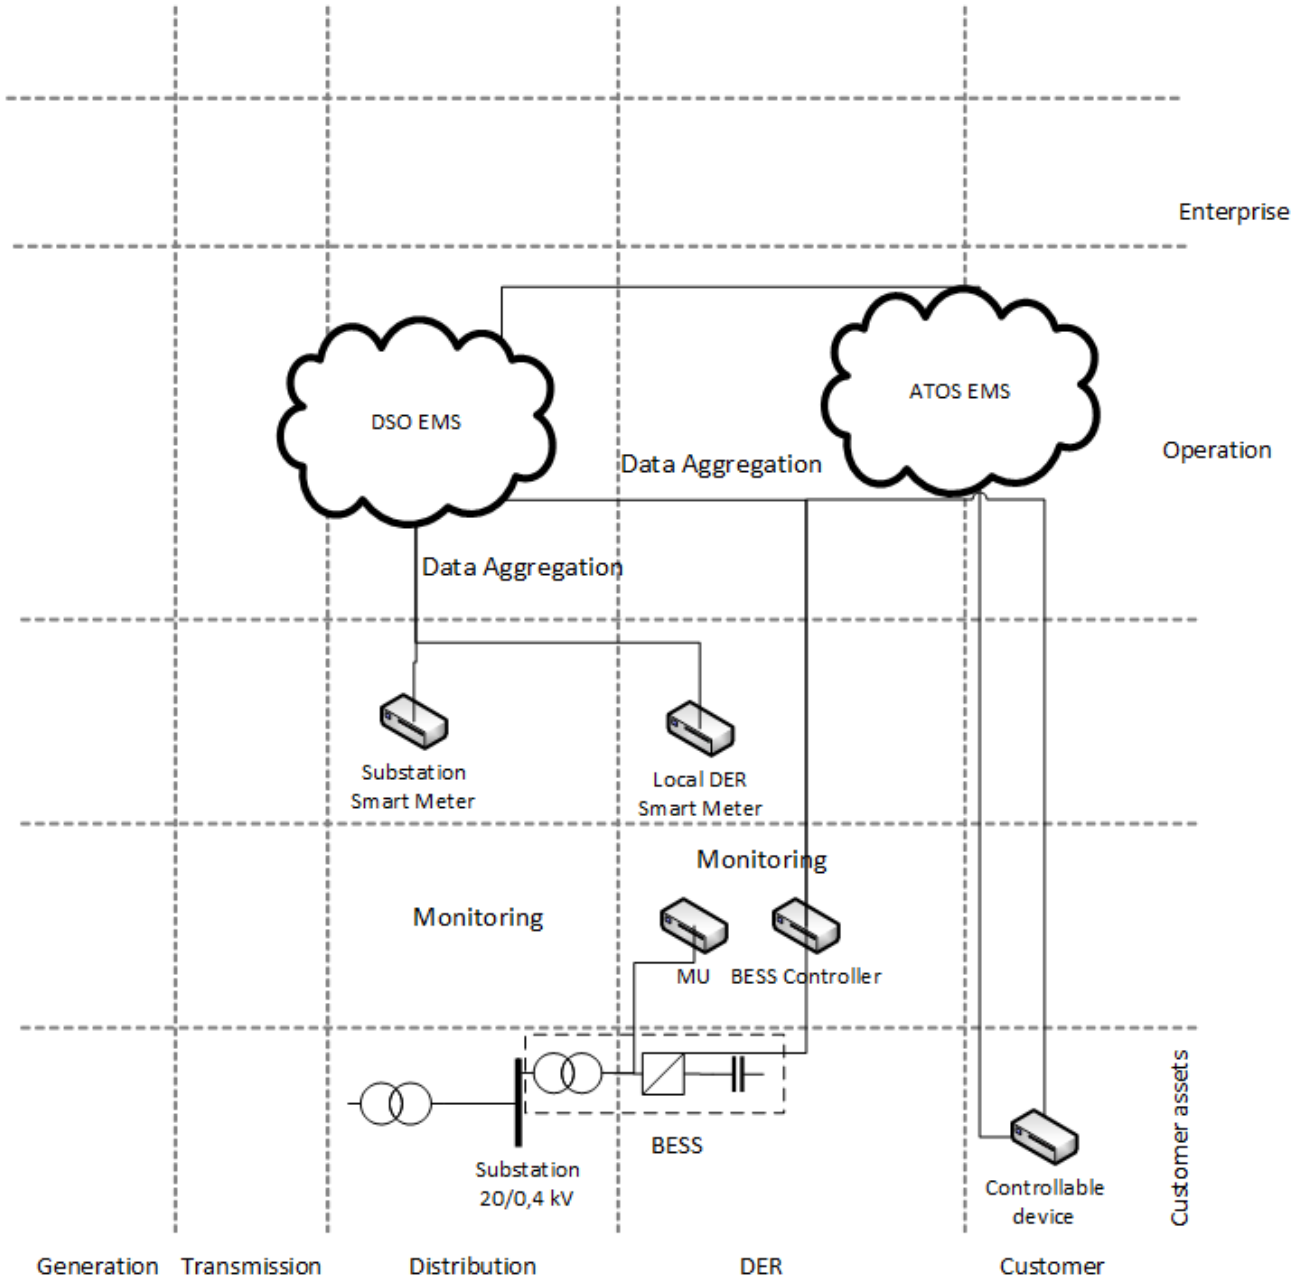 Enterprise
ATOS EMS
DSO EMS
Operation
Data Aggregation
Data Aggregation
Substation
Smart Meter
Local DER
Smart Meter
Monitoring
Monitoring
MU
BESS Controller
BESS
Substation
20/0,4 kV
Controllable
device
Customer assets
Generation
Transmission
Distribution
DER
Customer